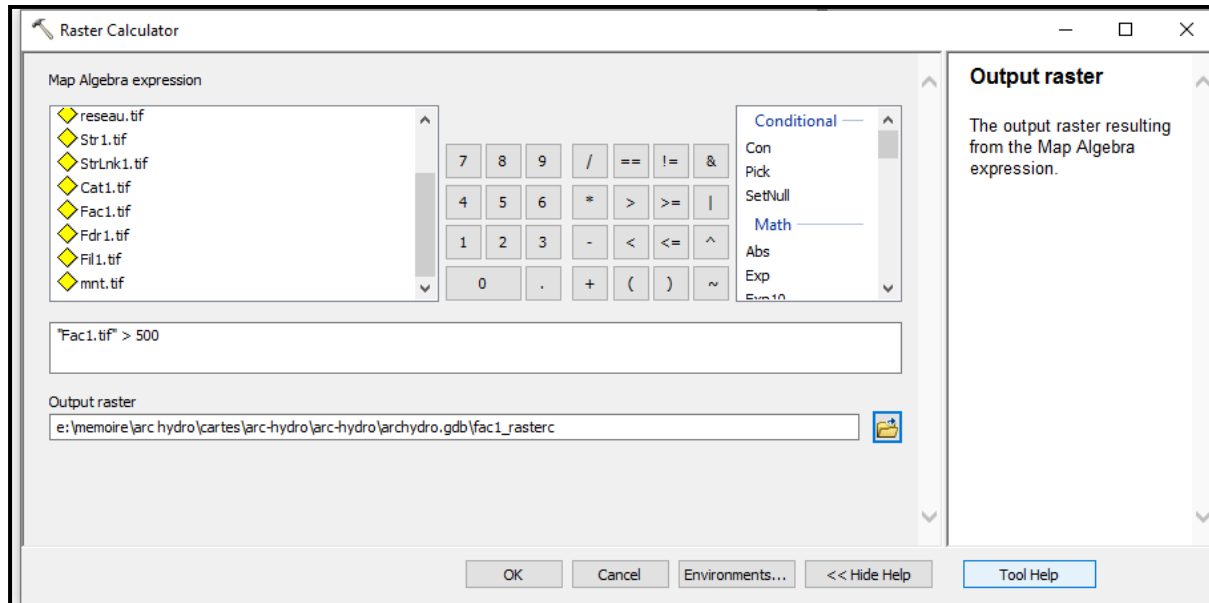 Raster Calculator
Map Algebra expression
reseau.tif
Str1.tif
StrLnk1.tif
Cat1.tif
Fac1.tif
Fdr1.tif
Fil1.tif
mnt.tif
7 8 9 / == != &
4 5 6 * > >= |
1 2 3 - < <= ^
0 . + ( ) ~
Conditional
Con
Pick
SetNull
Math
Abs
Exp
Exp10
"Fac1.tif" > 500
Output raster
e:\memoire\arc hydro\cartes\arc-hydro\arc-hydro\archydro.gdb\fac1_rasterc
OK Cancel Environments... << Hide Help Tool Help
Output raster
The output raster resulting
from the Map Algebra
expression.